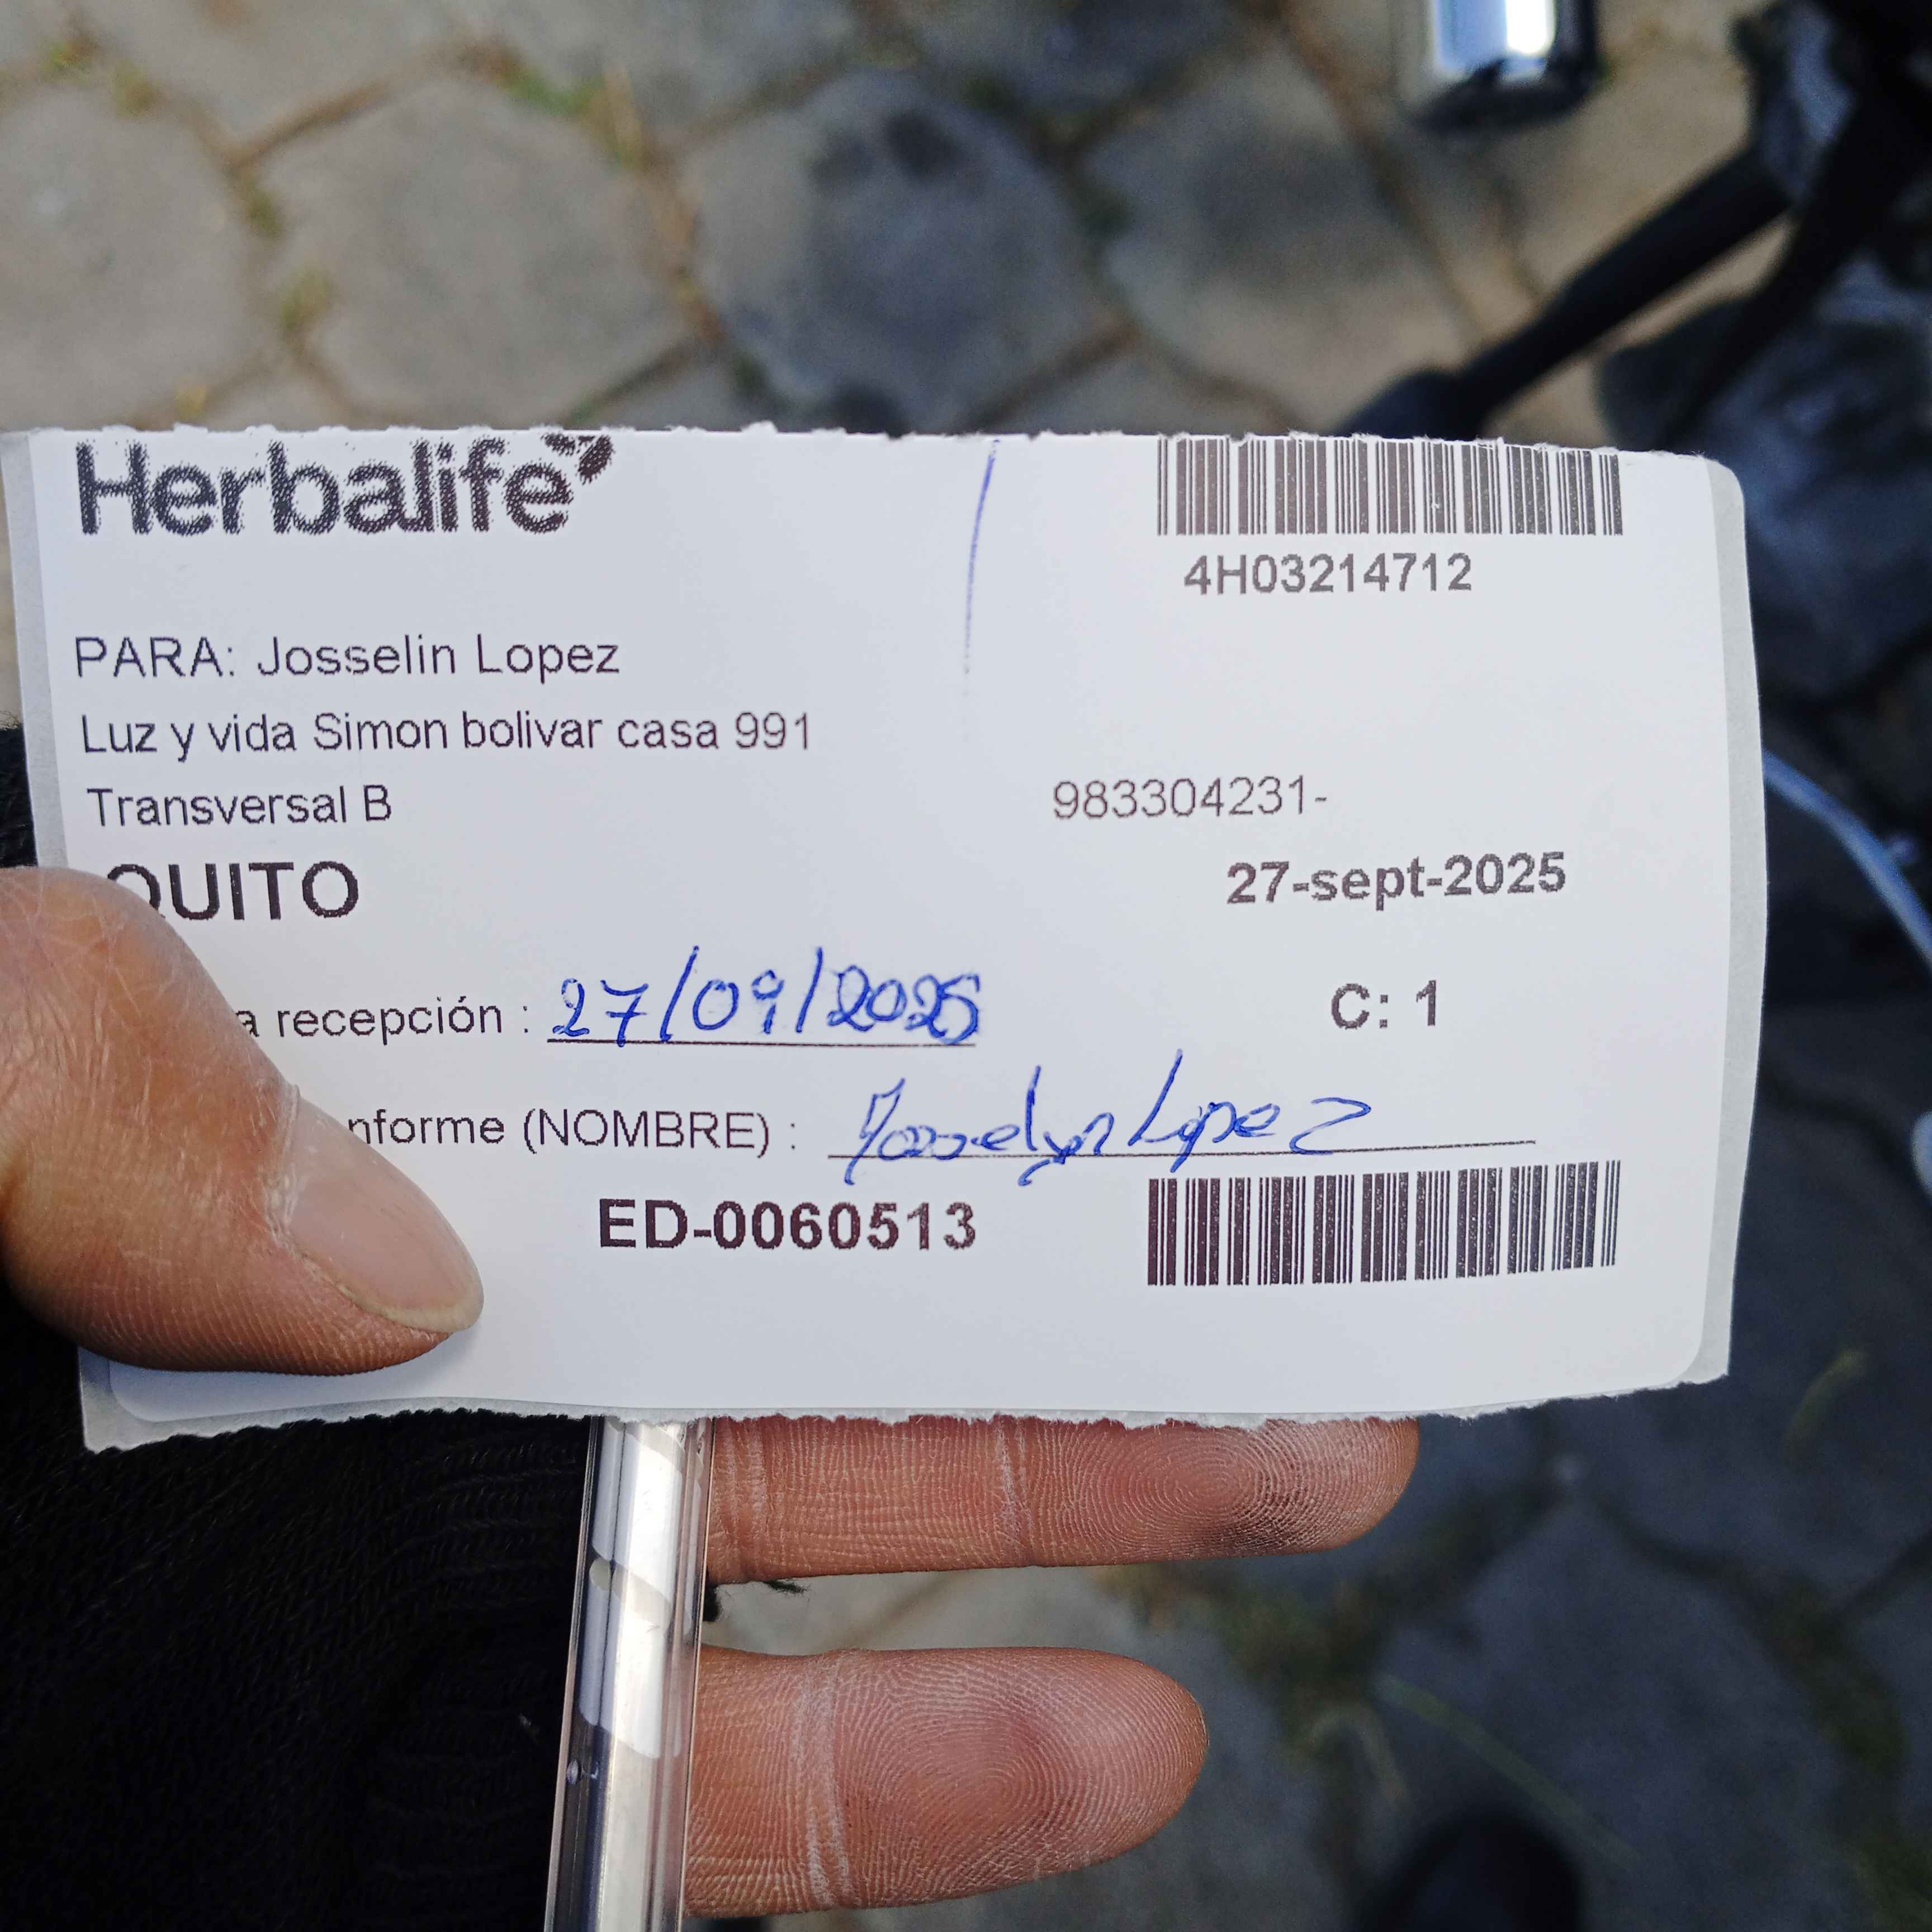 Herbalife
4H03214712
PARA: Josselin Lopez
Luz y vida Simon bolivar casa 991
Transversal B
983304231-
QUITO
27-sept-2025
a recepción : 27/09/2025
C: 1
nforme (NOMBRE) : Josselyn Lopez
ED-0060513